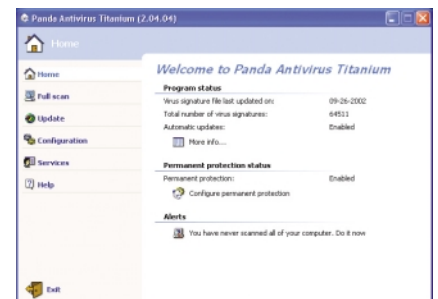 Panda Antivirus Titanium (2.04.04)
Home
Home
Full scan
Update
Configuration
Services
Help
Exit
Welcome to Panda Antivirus Titanium
Program status
Virus signature file last updated on: 09-26-2002
Total number of virus signatures: 64511
Automatic updates: Enabled
More info...
Permanent protection status
Permanent protection: Enabled
Configure permanent protection
Alerts
You have never scanned all of your computer. Do it now